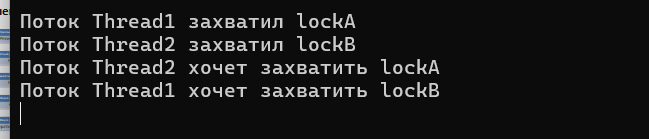 Поток Thread1 захватил lockA
Поток Thread2 захватил lockB
Поток Thread2 хочет захватить lockA
Поток Thread1 хочет захватить lockB